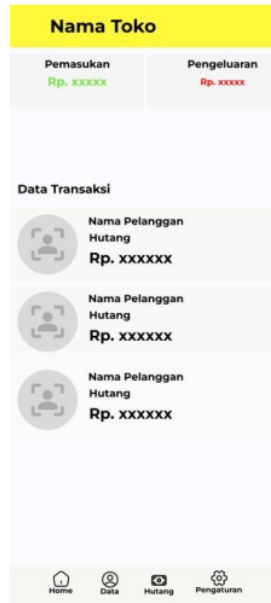 Nama Toko
Pemasukan
Pengeluaran
Rp. xxxxx
Rp. xxxxx
Data Transaksi
Nama Pelanggan
Hutang
Rp. xxxxxx
Nama Pelanggan
Hutang
Rp. xxxxxx
Nama Pelanggan
Hutang
Rp. xxxxxx
Home
Data
Hutang
Pengaturan